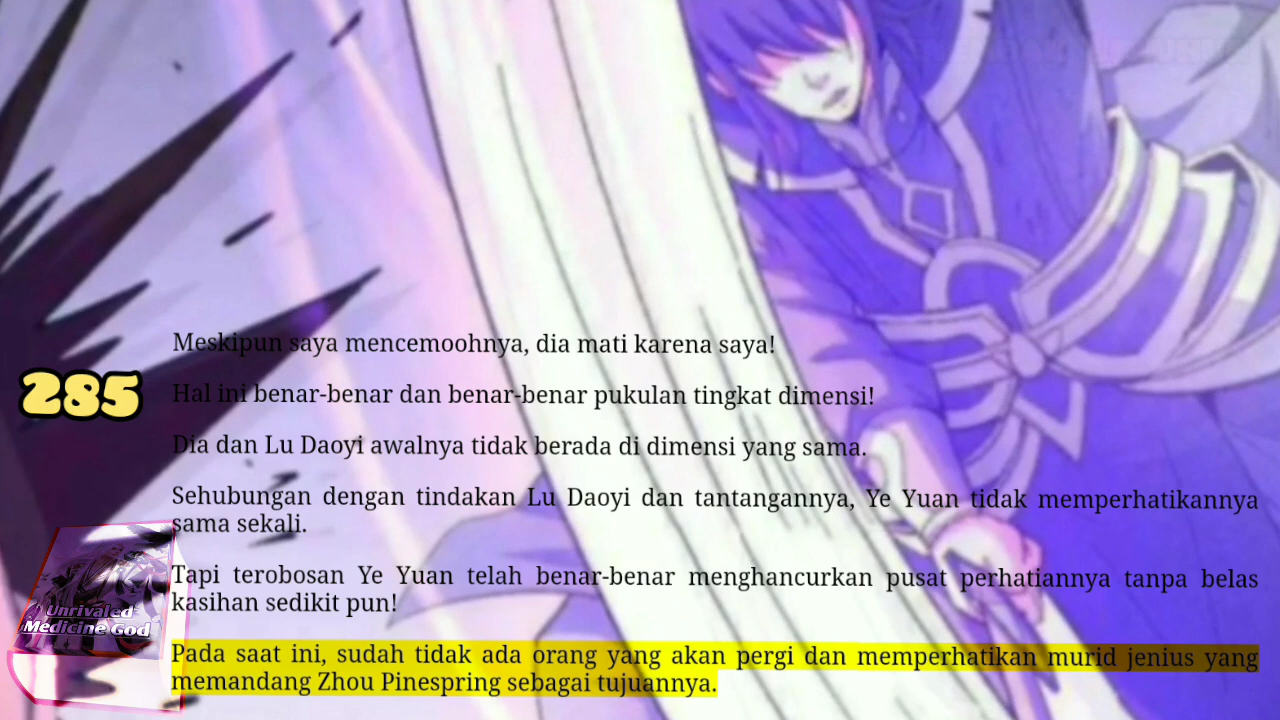 Meskipun saya mencemoohnya, dia mati karena saya!
Hal ini benar-benar dan benar-benar pukulan tingkat dimensi!
285
Dia dan Lu Daoyi awalnya tidak berada di dimensi yang sama.
Sehubungan dengan tindakan Lu Daoyi dan tantangannya, Ye Yuan tidak memperhatikannya
sama sekali.
Tapi terobosan Ye Yuan telah benar-benar menghancurkan pusat perhatiannya tanpa belas
kasihan sedikit pun!
Unrivaled
Medicine God
Pada saat ini, sudah tidak ada orang yang akan pergi dan memperhatikan murid jenius yang
memandang Zhou Pinespring sebagai tujuannya.